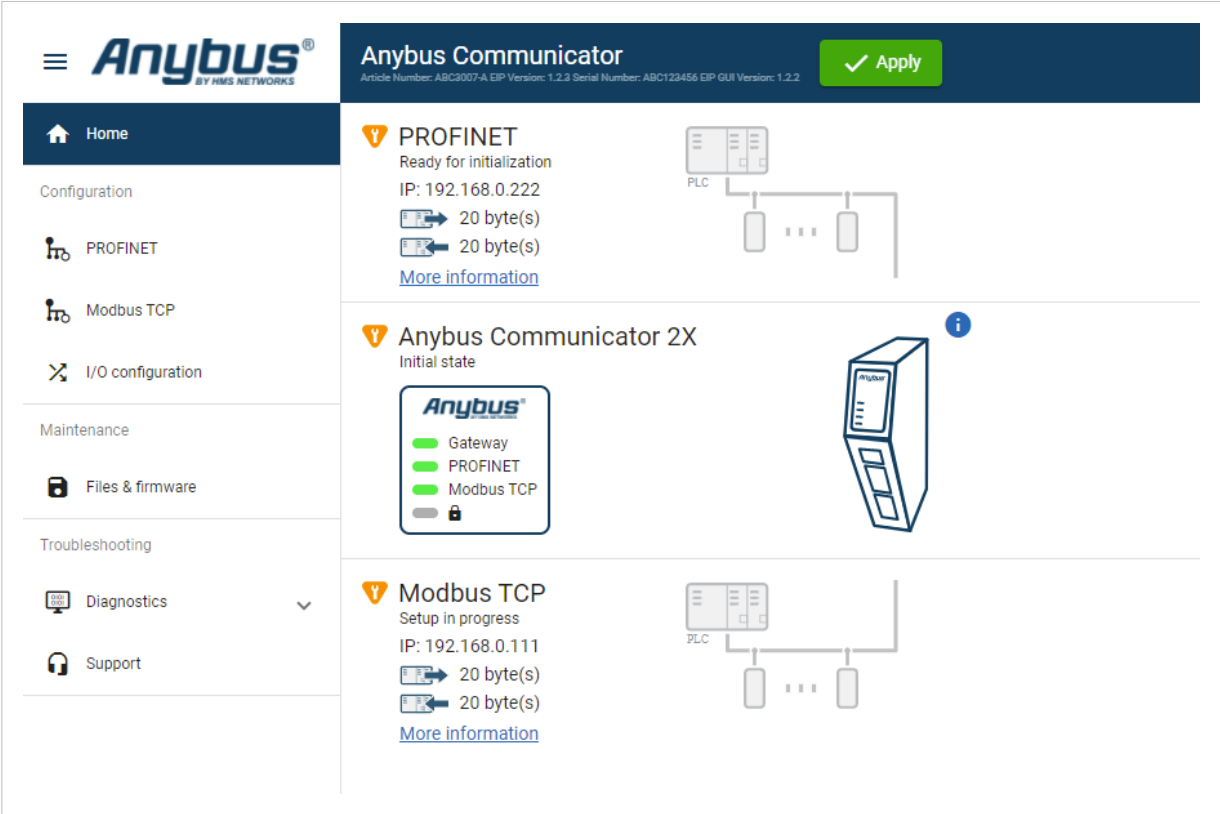 Anybus®
BY HMS NETWORKS
Anybus Communicator
Article Number: ABC3007-A EIP Version: 1.2.3 Serial Number: ABC123456 EIP GUI Version: 1.2.2
Apply
Home
Configuration
PROFINET
Modbus TCP
I/O configuration
Maintenance
Files & firmware
Troubleshooting
Diagnostics
Support
PROFINET
Ready for initialization
IP: 192.168.0.222
20 byte(s)
20 byte(s)
More information
PLC
Anybus Communicator 2X
Initial state
Anybus®
BY HMS NETWORKS
Gateway
PROFINET
Modbus TCP
i
Anybus
Modbus TCP
Setup in progress
IP: 192.168.0.111
20 byte(s)
20 byte(s)
More information
PLC